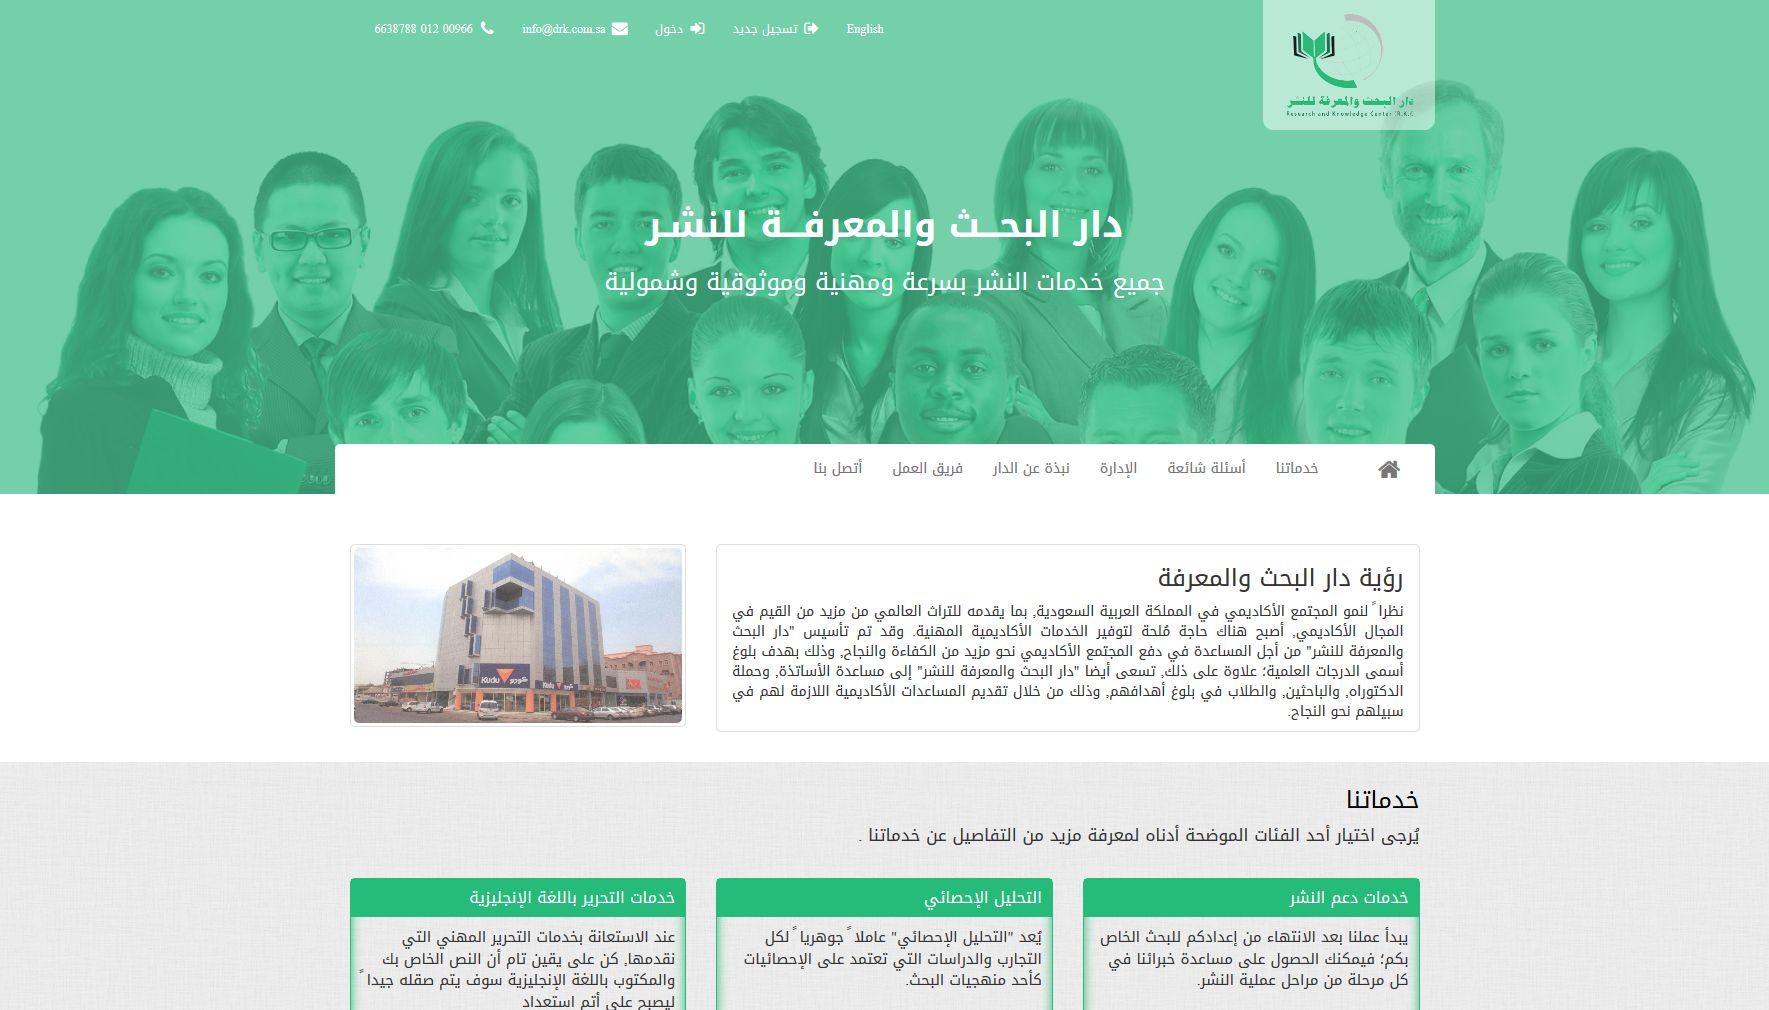 English
تسجيل جديد
دخول
info@drk.com.sa
00966 012 6638788
دار البحث والمعرفة للنشر
Research and Knowledge Center (R.K.C)
دار البحــث والمعرفــة للنشـر
جميع خدمات النشر بسرعة ومهنية وموثوقية وشمولية
خدماتنا
أسئلة شائعة
الإدارة
نبذة عن الدار
فريق العمل
أتصل بنا
رؤية دار البحث والمعرفة
نظراً لنمو المجتمع الأكاديمي في المملكة العربية السعودية, بما يقدمه للتراث العالمي من مزيد من القيم في
المجال الأكاديمي, أصبح هناك حاجة مُلحة لتوفير الخدمات الأكاديمية المهنية. وقد تم تأسيس "دار البحث
والمعرفة للنشر" من أجل المساعدة في دفع المجتمع الأكاديمي نحو مزيد من الكفاءة والنجاح, وذلك بهدف بلوغ
أسمى الدرجات العلمية؛ علاوة على ذلك, تسعى أيضا "دار البحث والمعرفة للنشر" إلى مساعدة الأساتذة, وحملة
الدكتوراه, والباحثين, والطلاب في بلوغ أهدافهم, وذلك من خلال تقديم المساعدات الأكاديمية اللازمة لهم في
سبيلهم نحو النجاح.
Kudu كودو
Kudu كودو
خدماتنا
يُرجى اختيار أحد الفئات الموضحة أدناه لمعرفة مزيد من التفاصيل عن خدماتنا .
خدمات دعم النشر
يبدأ عملنا بعد الانتهاء من إعدادكم للبحث الخاص
بكم؛ فيمكنك الحصول على مساعدة خبرائنا في
كل مرحلة من مراحل عملية النشر.
التحليل الإحصائي
يُعد "التحليل الإحصائي" عاملاً جوهرياً لكل
التجارب والدراسات التي تعتمد على الإحصائيات
كأحد منهجيات البحث.
خدمات التحرير باللغة الإنجليزية
عند الاستعانة بخدمات التحرير المهني التي
نقدمها, كن على يقين تام أن النص الخاص بك
والمكتوب باللغة الإنجليزية سوف يتم صقله جيداً
ليصبح على أتم استعداد